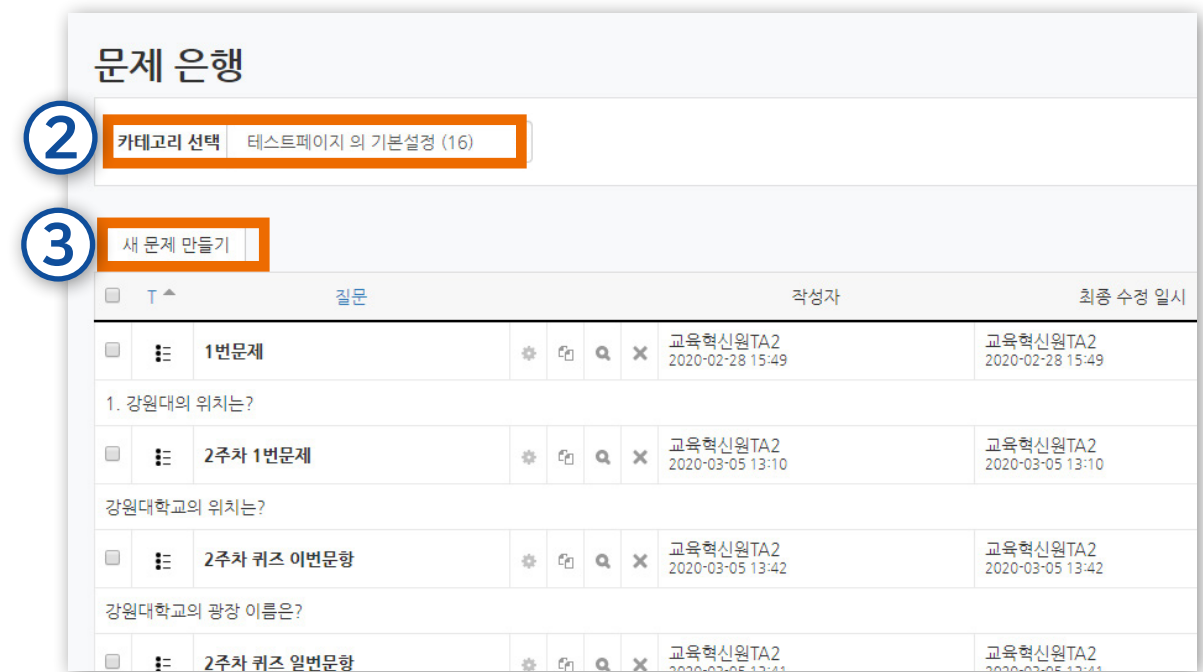 문제 은행
② 카테고리 선택 테스트페이지 의 기본설정 (16)
③ 새 문제 만들기
T 질문 작성자 최종 수정 일시
1번문제 교육혁신원TA2 교육혁신원TA2
2020-02-28 15:49 2020-02-28 15:49
1. 강원대의 위치는?
2주차 1번문제 교육혁신원TA2 교육혁신원TA2
2020-03-05 13:10 2020-03-05 13:10
강원대학교의 위치는?
2주차 퀴즈 이번문항 교육혁신원TA2 교육혁신원TA2
2020-03-05 13:42 2020-03-05 13:42
강원대학교의 광장 이름은?
2주차 퀴즈 일번문항 교육혁신원TA2 교육혁신원TA2
2020-03-05 13:41 2020-03-05 13:41